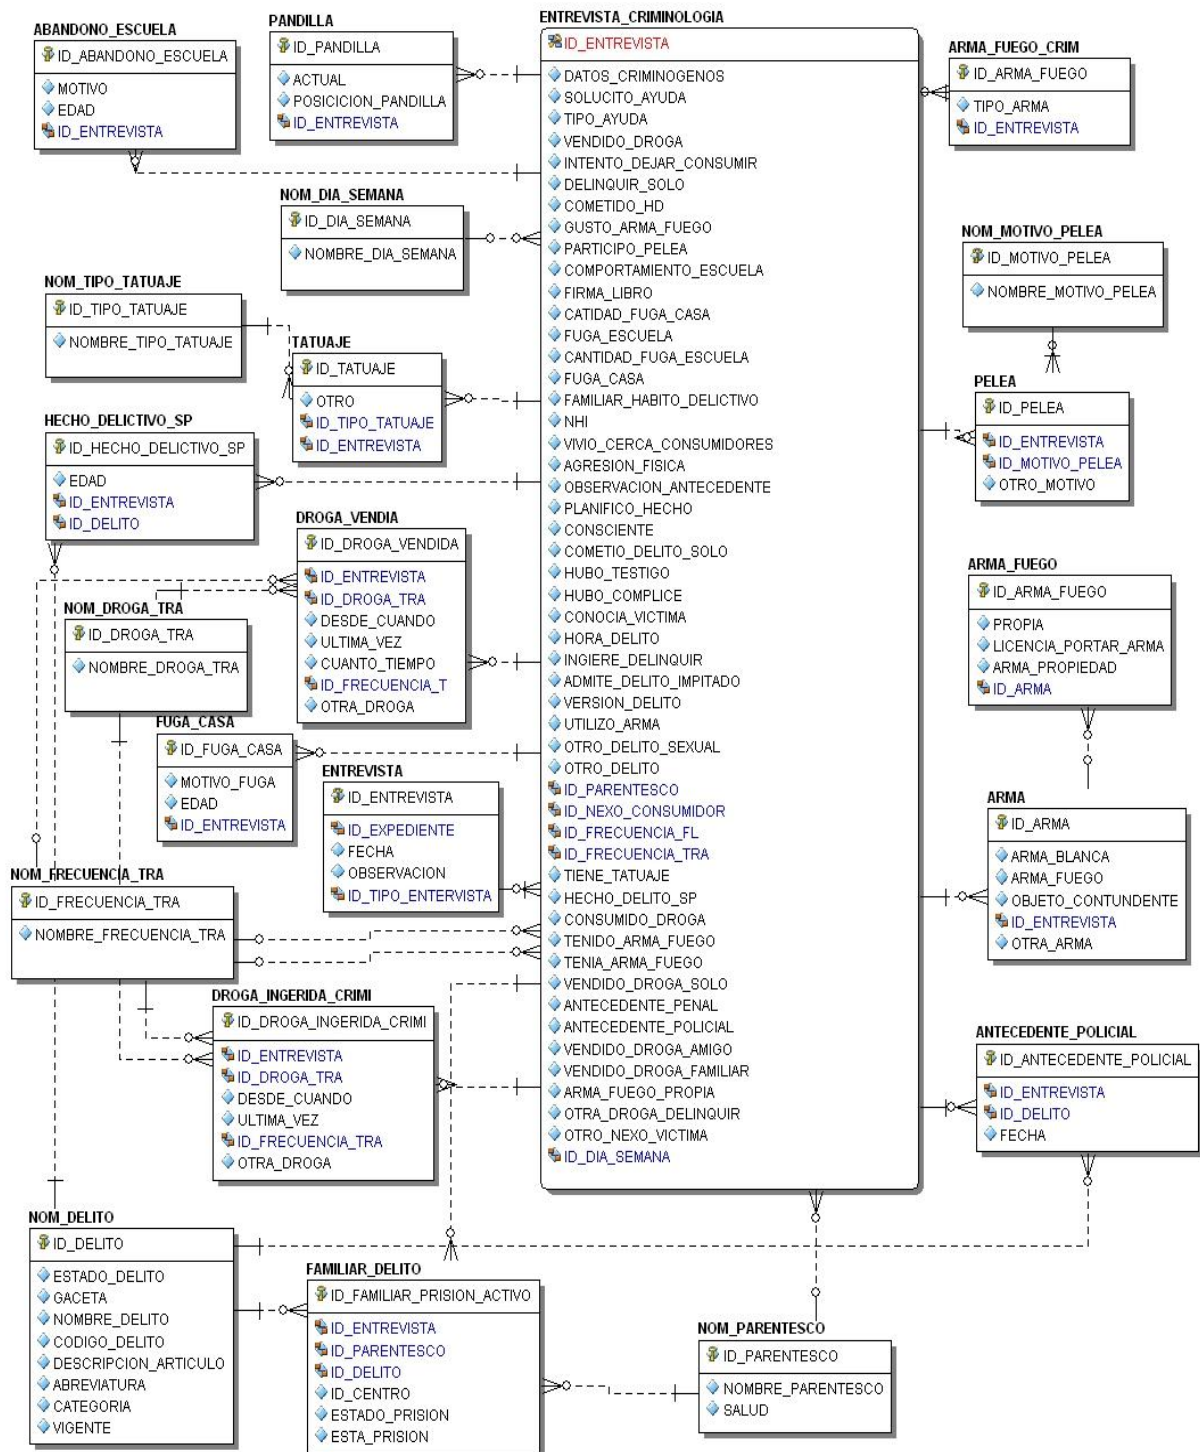 ABANDONO_ESCUELA
ID_ABANDONO_ESCUELA
MOTIVO
EDAD
ID_ENTREVISTA
PANDILLA
ID_PANDILLA
ACTUAL
POSICICION_PANDILLA
ID_ENTREVISTA
NOM_DIA_SEMANA
ID_DIA_SEMANA
NOMBRE_DIA_SEMANA
NOM_TIPO_TATUAJE
ID_TIPO_TATUAJE
NOMBRE_TIPO_TATUAJE
TATUAJE
ID_TATUAJE
OTRO
ID_TIPO_TATUAJE
ID_ENTREVISTA
HECHO_DELICTIVO_SP
ID_HECHO_DELICTIVO_SP
EDAD
ID_ENTREVISTA
ID_DELITO
DROGA_VENDIA
ID_DROGA_VENDIDA
ID_ENTREVISTA
ID_DROGA_TRA
DESDE_CUANDO
ULTIMA_VEZ
CUANTO_TIEMPO
ID_FRECUENCIA_T
OTRA_DROGA
NOM_DROGA_TRA
ID_DROGA_TRA
NOMBRE_DROGA_TRA
FUGA_CASA
ID_FUGA_CASA
MOTIVO_FUGA
EDAD
ID_ENTREVISTA
ENTREVISTA
ID_ENTREVISTA
ID_EXPEDIENTE
FECHA
OBSERVACION
ID_TIPO_ENTERVISTA
NOM_FRECUENCIA_TRA
ID_FRECUENCIA_TRA
NOMBRE_FRECUENCIA_TRA
DROGA_INGERIDA_CRIMI
ID_DROGA_INGERIDA_CRIMI
ID_ENTREVISTA
ID_DROGA_TRA
DESDE_CUANDO
ULTIMA_VEZ
ID_FRECUENCIA_TRA
OTRA_DROGA
NOM_DELITO
ID_DELITO
ESTADO_DELITO
GACETA
NOMBRE_DELITO
CODIGO_DELITO
DESCRIPCION_ARTICULO
ABREVIATURA
CATEGORIA
VIGENTE
FAMILIAR_DELITO
ID_FAMILIAR_PRISION_ACTIVO
ID_ENTREVISTA
ID_PARENTESCO
ID_DELITO
ID_CENTRO
ESTADO_PRISION
ESTA_PRISION
ENTREVISTA_CRIMINOLOGIA
ID_ENTREVISTA
DATOS_CRIMINOGENOS
SOLUCITO_AYUDA
TIPO_AYUDA
VENDIDO_DROGA
INTENTO_DEJAR_CONSUMIR
DELINQUIR_SOLO
COMETIDO_HD
GUSTO_ARMA_FUEGO
PARTICIPO_PELEA
COMPORTAMIENTO_ESCUELA
FIRMA_LIBRO
CATIDAD_FUGA_CASA
FUGA_ESCUELA
CANTIDAD_FUGA_ESCUELA
FUGA_CASA
FAMILIAR_HABITO_DELICTIVO
NHI
VIVIO_CERCA_CONSUMIDORES
AGRESION_FISICA
OBSERVACION_ANTECEDENTE
PLANIFICO_HECHO
CONSCIENTE
COMETIO_DELITO_SOLO
HUBO_TESTIGO
HUBO_COMPLICE
CONOCIA_VICTIMA
HORA_DELITO
INGIERE_DELINQUIR
ADMITE_DELITO_IMPITADO
VERSION_DELITO
UTILIZO_ARMA
OTRO_DELITO_SEXUAL
OTRO_DELITO
ID_PARENTESCO
ID_NEXO_CONSUMIDOR
ID_FRECUENCIA_FL
ID_FRECUENCIA_TRA
TIENE_TATUAJE
HECHO_DELITO_SP
CONSUMIDO_DROGA
TENIDO_ARMA_FUEGO
TENIA_ARMA_FUEGO
VENDIDO_DROGA_SOLO
ANTECEDENTE_PENAL
ANTECEDENTE_POLICIAL
VENDIDO_DROGA_AMIGO
VENDIDO_DROGA_FAMILIAR
ARMA_FUEGO_PROPIA
OTRA_DROGA_DELINQUIR
OTRO_NEXO_VICTIMA
ID_DIA_SEMANA
ARMA_FUEGO_CRIM
ID_ARMA_FUEGO
TIPO_ARMA
ID_ENTREVISTA
NOM_MOTIVO_PELEA
ID_MOTIVO_PELEA
NOMBRE_MOTIVO_PELEA
PELEA
ID_PELEA
ID_ENTREVISTA
ID_MOTIVO_PELEA
OTRO_MOTIVO
ARMA_FUEGO
ID_ARMA_FUEGO
PROPIA
LICENCIA_PORTAR_ARMA
ARMA_PROPIEDAD
ID_ARMA
ARMA
ID_ARMA
ARMA_BLANCA
ARMA_FUEGO
OBJETO_CONTUNDENTE
ID_ENTREVISTA
OTRA_ARMA
ANTECEDENTE_POLICIAL
ID_ANTECEDENTE_POLICIAL
ID_ENTREVISTA
ID_DELITO
FECHA
NOM_PARENTESCO
ID_PARENTESCO
NOMBRE_PARENTESCO
SALUD